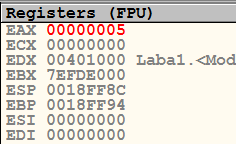 Registers (FPU)
EAX 00000005
ECX 00000000
EDX 00401000 Laba1.<Mod
EBX 7EFDE000
ESP 0018FF8C
EBP 0018FF94
ESI 00000000
EDI 00000000